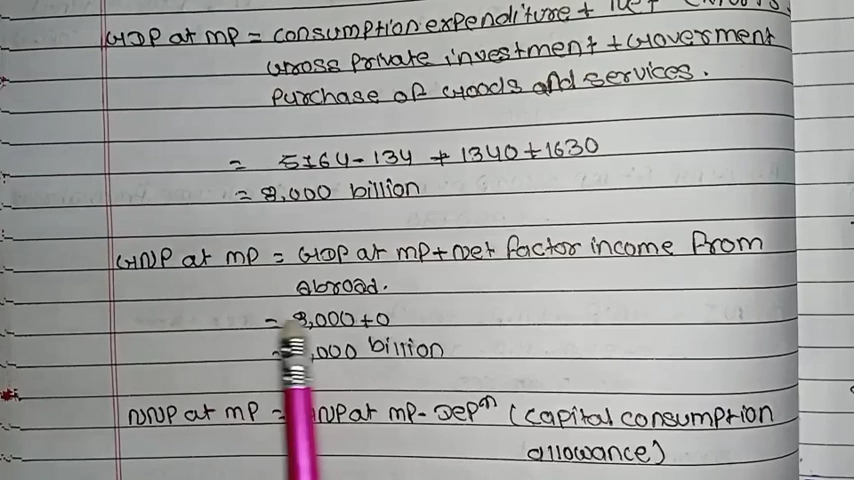 GDP at mp = consumption expenditure + Net
Gross private investment + Goverment
purchase of Goods and services.
= 5164 - 134 + 1340 + 1630
= 8,000 billion
GNP at mp = GDP at mp + Net factor income from
abroad.
= 8,000 + 0
= ,000 billion
NNP at mp = NP at mp - Depⁿ (capital consumption
allowance)